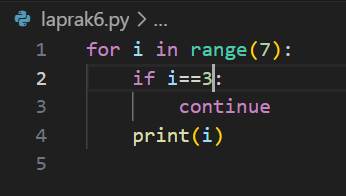 laprak6.py > ...
1 for i in range(7):
2     if i==3:
3         continue
4     print(i)
5